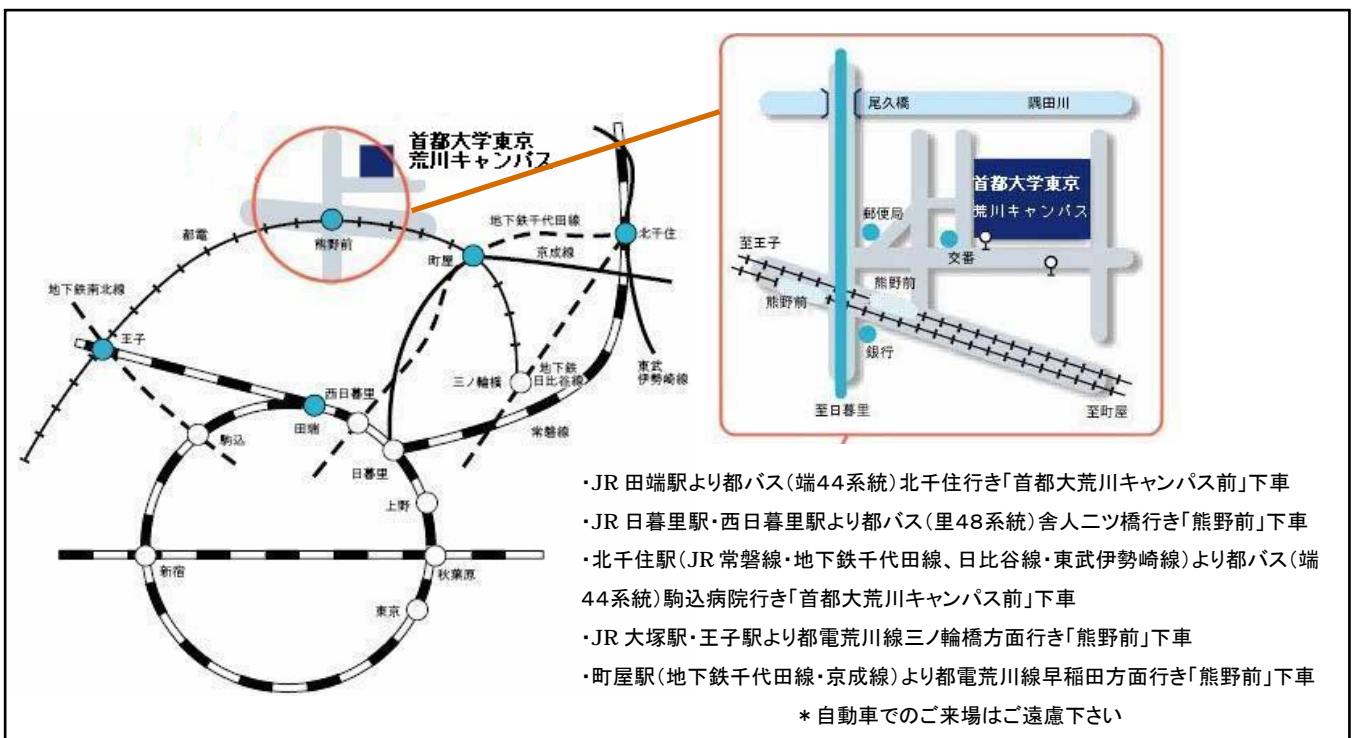 首都大学東京
荒川キャンパス
都電
熊野前
町屋
地下鉄千代田線
京成線
北千住
地下鉄南北線
王子
西日暮里
田端
駒込
日暮里
三ノ輪橋
地下鉄
日比谷線
東武
伊勢崎線
常磐線
上野
新宿
秋葉原
東京
尾久橋
隅田川
首都大学東京
荒川キャンパス
郵便局
交番
至王子
熊野前
熊野前
銀行
至日暮里
至町屋
・JR 田端駅より都バス(端44系統)北千住行き「首都大荒川キャンパス前」下車
・JR 日暮里駅・西日暮里駅より都バス(里48系統)舎人二ツ橋行き「熊野前」下車
・北千住駅(JR 常磐線・地下鉄千代田線、日比谷線・東武伊勢崎線)より都バス(端
44系統)駒込病院行き「首都大荒川キャンパス前」下車
・JR 大塚駅・王子駅より都電荒川線三ノ輪橋方面行き「熊野前」下車
・町屋駅(地下鉄千代田線・京成線)より都電荒川線早稲田方面行き「熊野前」下車
*自動車でのご来場はご遠慮下さい